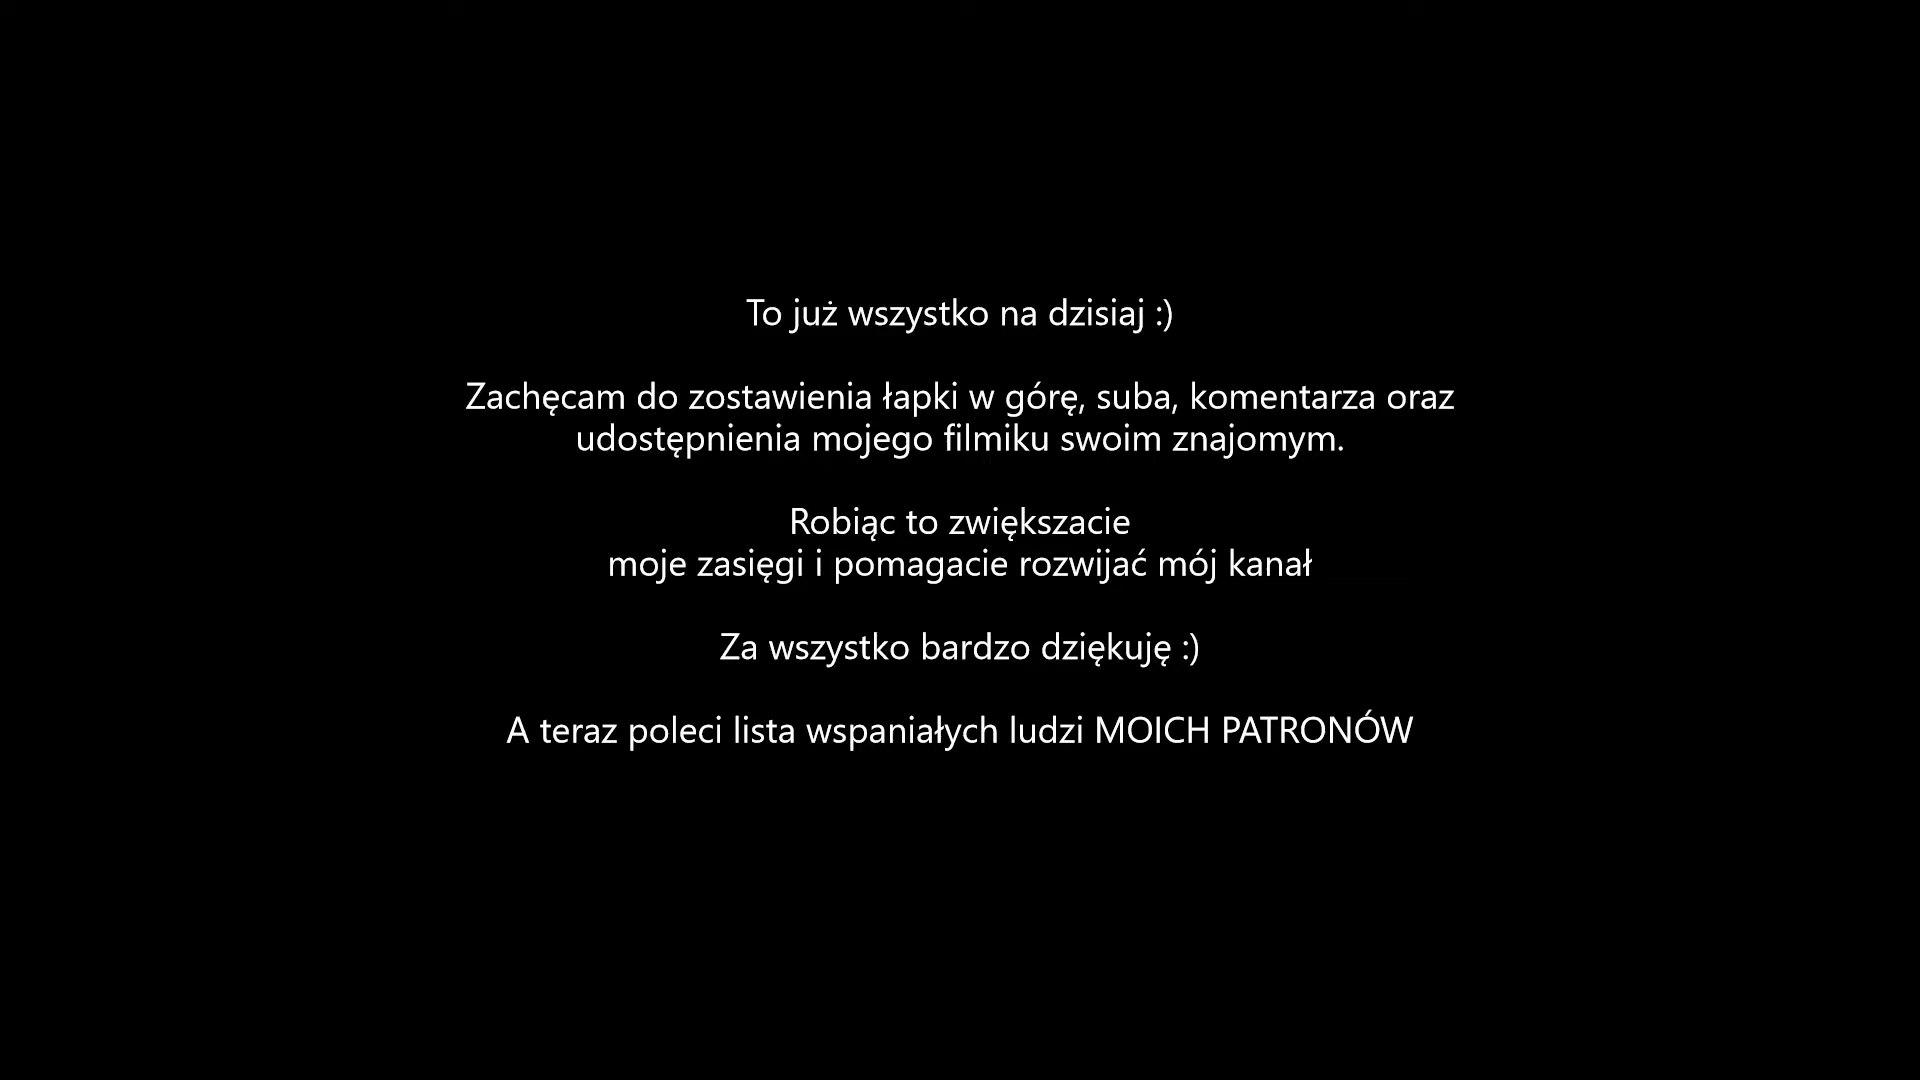 To już wszystko na dzisiaj :)
Zachęcam do zostawienia łapki w górę, suba, komentarza oraz
udostępnienia mojego filmiku swoim znajomym.
Robiąc to zwiększacie
moje zasięgi i pomagacie rozwijać mój kanał
Za wszystko bardzo dziękuję :)
A teraz poleci lista wspaniałych ludzi MOICH PATRONÓW